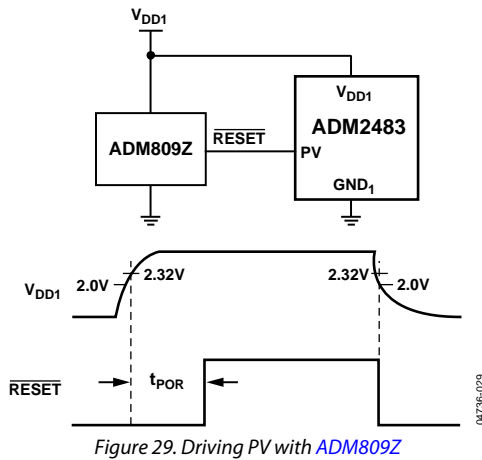 VDD1
VDD1
ADM2483
ADM809Z
RESET
PV
GND1
VDD1
2.0V
2.32V
2.32V
2.0V
RESET
tPOR
04736-029
Figure 29. Driving PV with ADM809Z